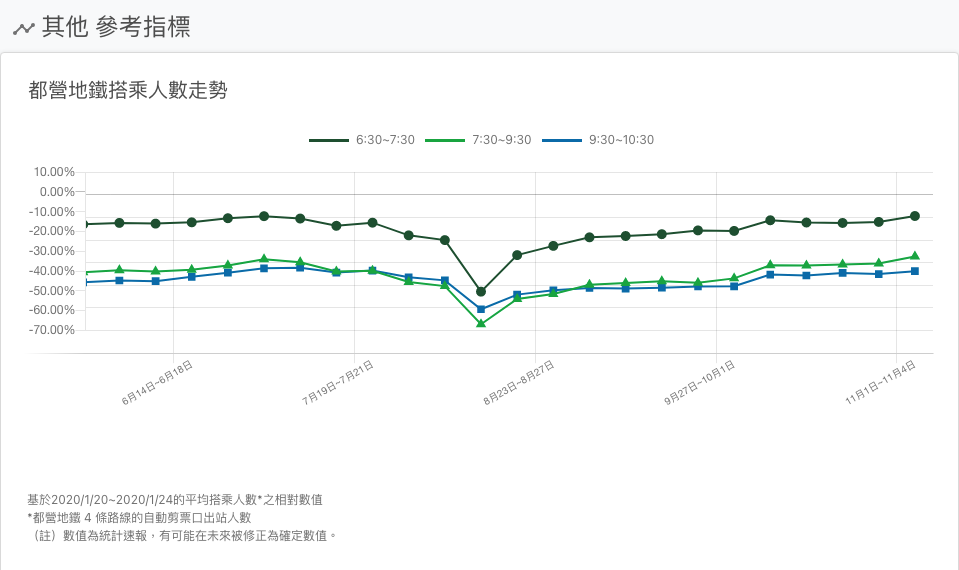 其他 參考指標
都營地鐵搭乘人數走勢
6:30~7:30 7:30~9:30 9:30~10:30
10.00%
0.00%
-10.00%
-20.00%
-30.00%
-40.00%
-50.00%
-60.00%
-70.00%
6月14日~6月18日 7月19日~7月21日 8月23日~8月27日 9月27日~10月1日 11月1日~11月4日
基於2020/1/20~2020/1/24的平均搭乘人數*之相對數值
*都營地鐵 4 條路線的自動剪票口出站人數
（註）數值為統計速報，有可能在未來被修正為確定數值。